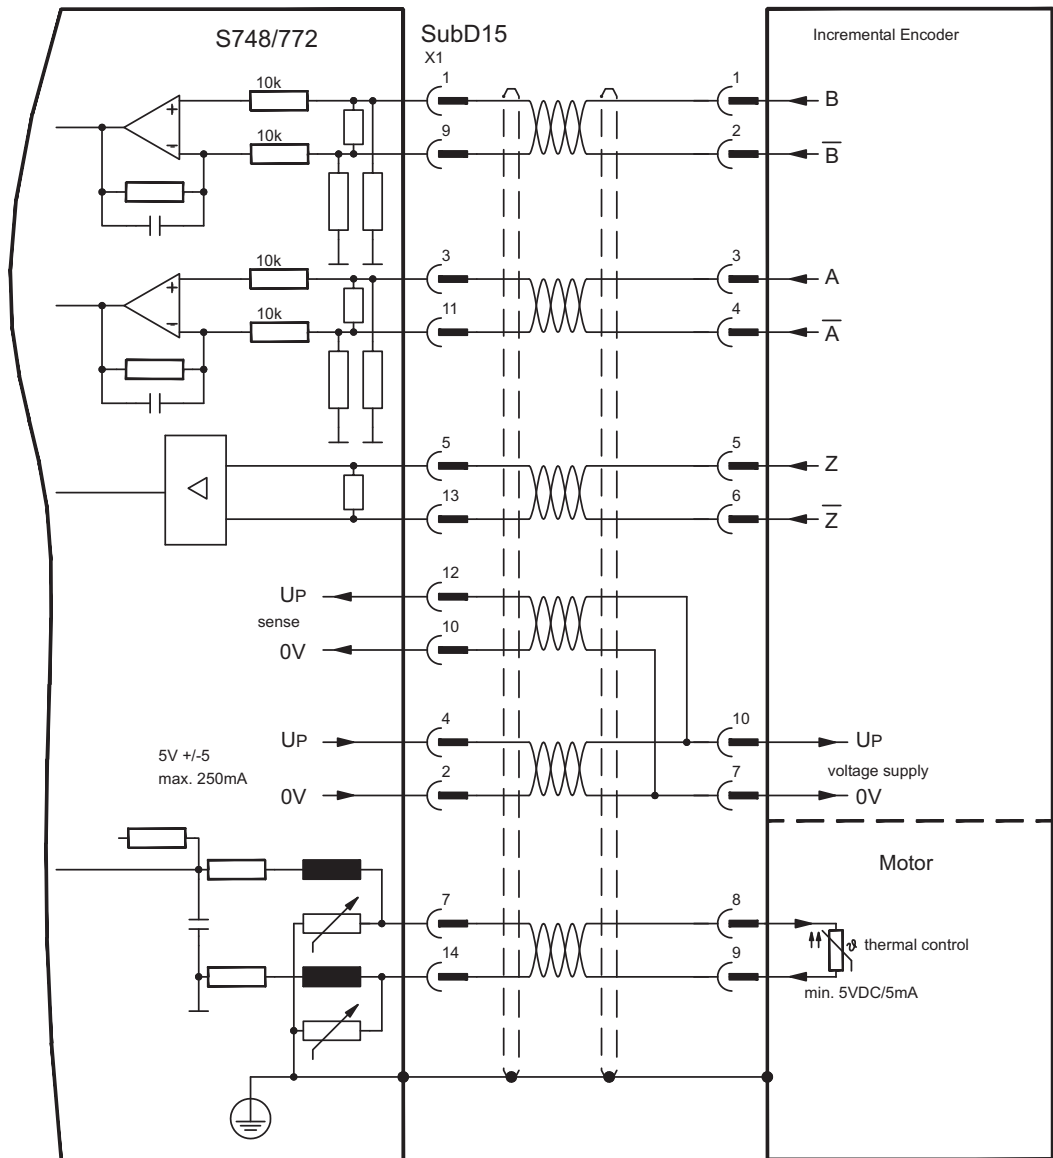 S748/772
SubD15
Incremental Encoder
X1
10k
1
1
B
10k
9
2
B̅
10k
3
3
A
10k
11
4
A̅
5
5
Z
13
6
Z̅
UP
12
sense
0V
10
5V +/-5
max. 250mA
UP
4
10
UP
voltage supply
0V
2
7
0V
Motor
7
8
thermal control
ϑ
14
9
min. 5VDC/5mA